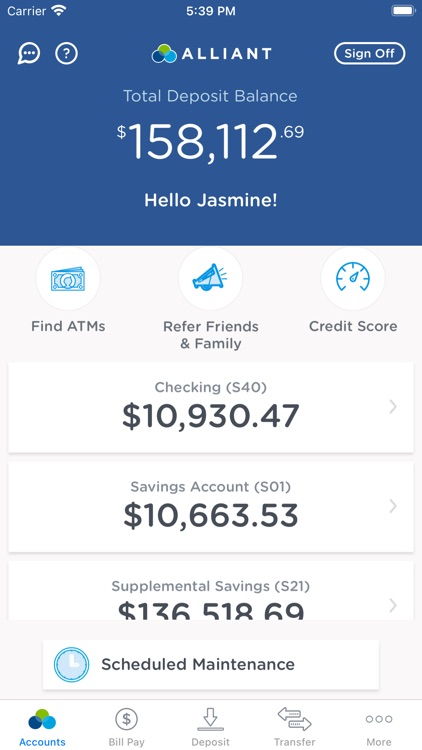 Carrier 5:39 PM
ALLIANT Sign Off
Total Deposit Balance
$158,112.69
Hello Jasmine!
Find ATMs
Refer Friends
& Family
Credit Score
Checking (S40)
$10,930.47
Savings Account (S01)
$10,663.53
Supplemental Savings (S21)
$136,518.69
Scheduled Maintenance
Accounts Bill Pay Deposit Transfer More